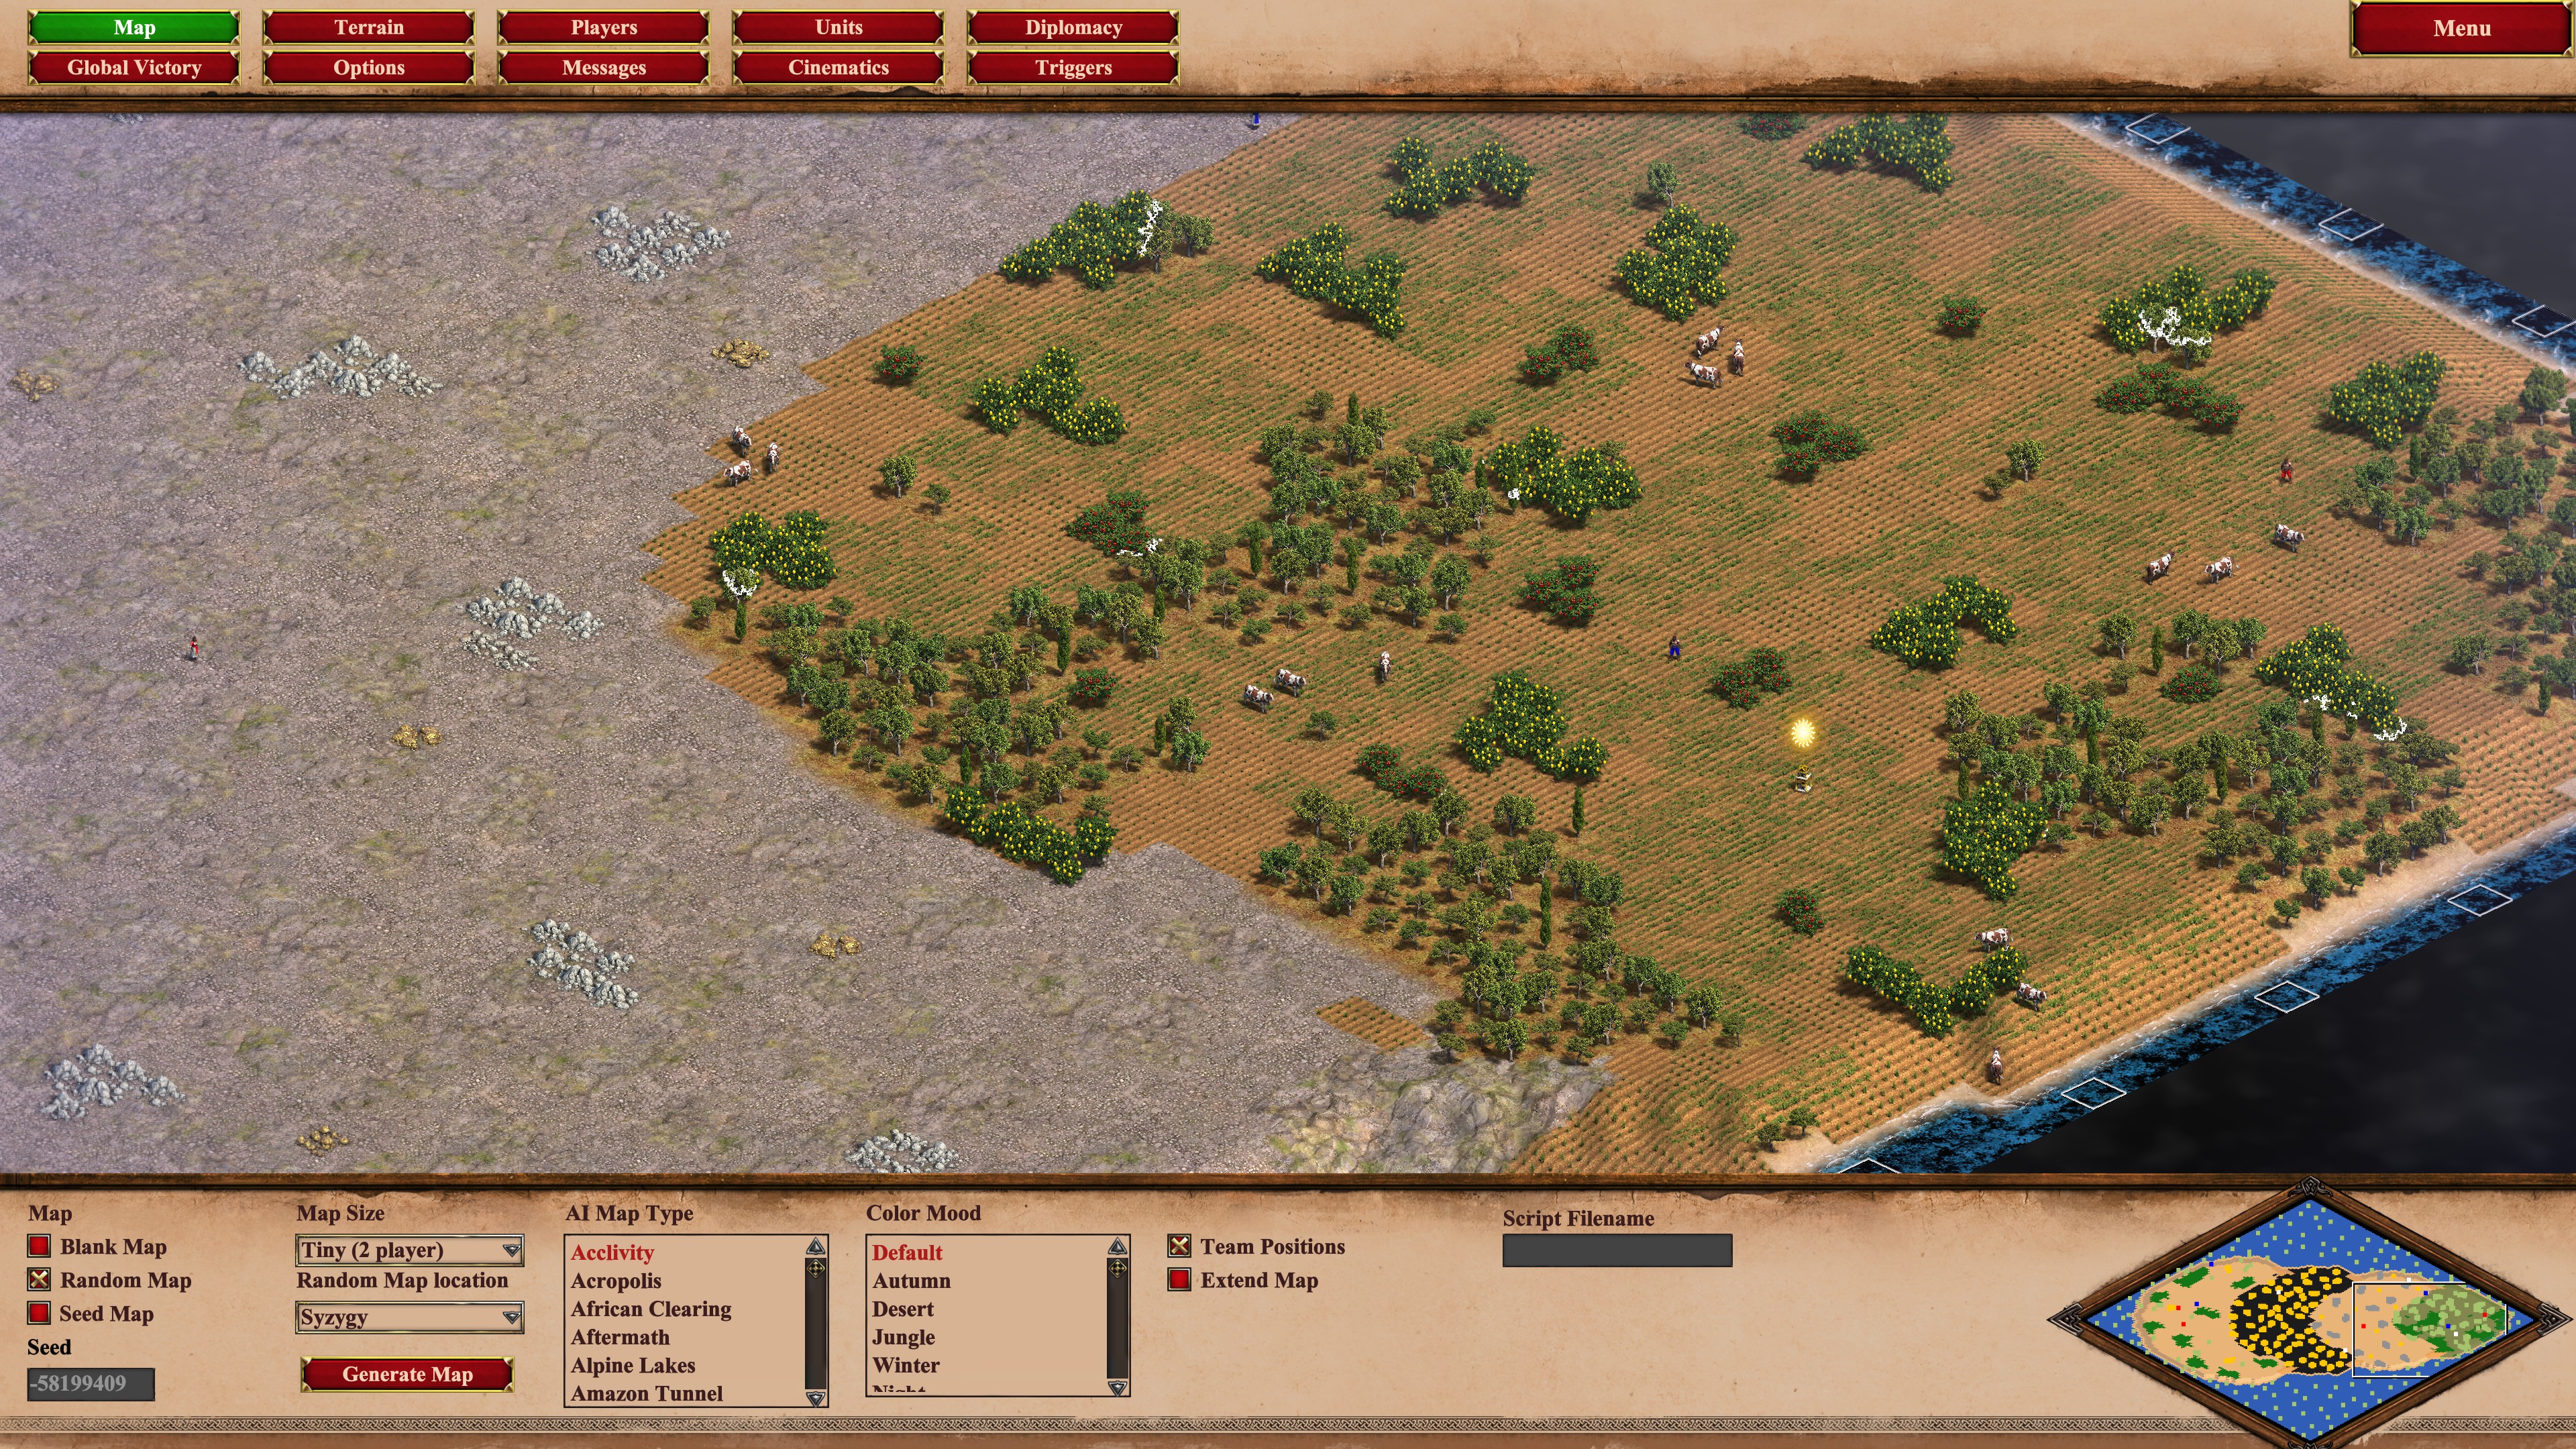 Map
Terrain
Players
Units
Diplomacy
Menu
Global Victory
Options
Messages
Cinematics
Triggers
Map
Blank Map
Random Map
Seed Map
Seed
-58199409
Map Size
Tiny (2 player)
Random Map location
Syzygy
Generate Map
AI Map Type
Acclivity
Acropolis
African Clearing
Aftermath
Alpine Lakes
Amazon Tunnel
Color Mood
Default
Autumn
Desert
Jungle
Winter
Night
Team Positions
Extend Map
Script Filename